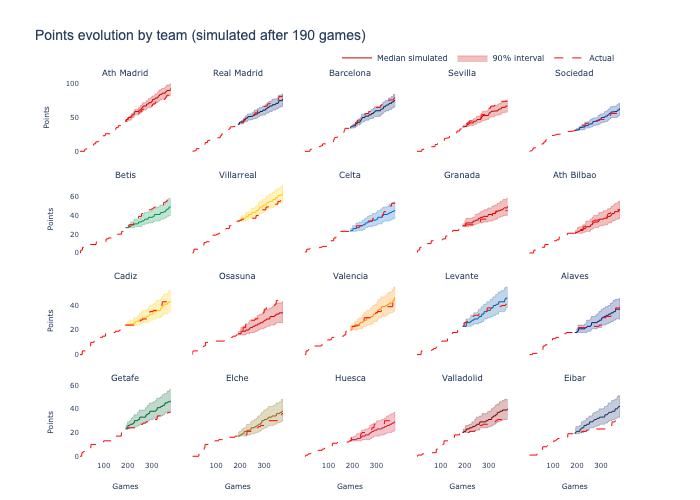 Points evolution by team (simulated after 190 games)
Median simulated 90% interval Actual
Ath Madrid Real Madrid Barcelona Sevilla Sociedad
100
50
0
Points
Betis Villarreal Celta Granada Ath Bilbao
60
40
20
0
Points
Cadiz Osasuna Valencia Levante Alaves
40
20
0
Points
Getafe Elche Huesca Valladolid Eibar
60
40
20
0
Points
100 200 300 100 200 300 100 200 300 100 200 300 100 200 300
Games Games Games Games Games